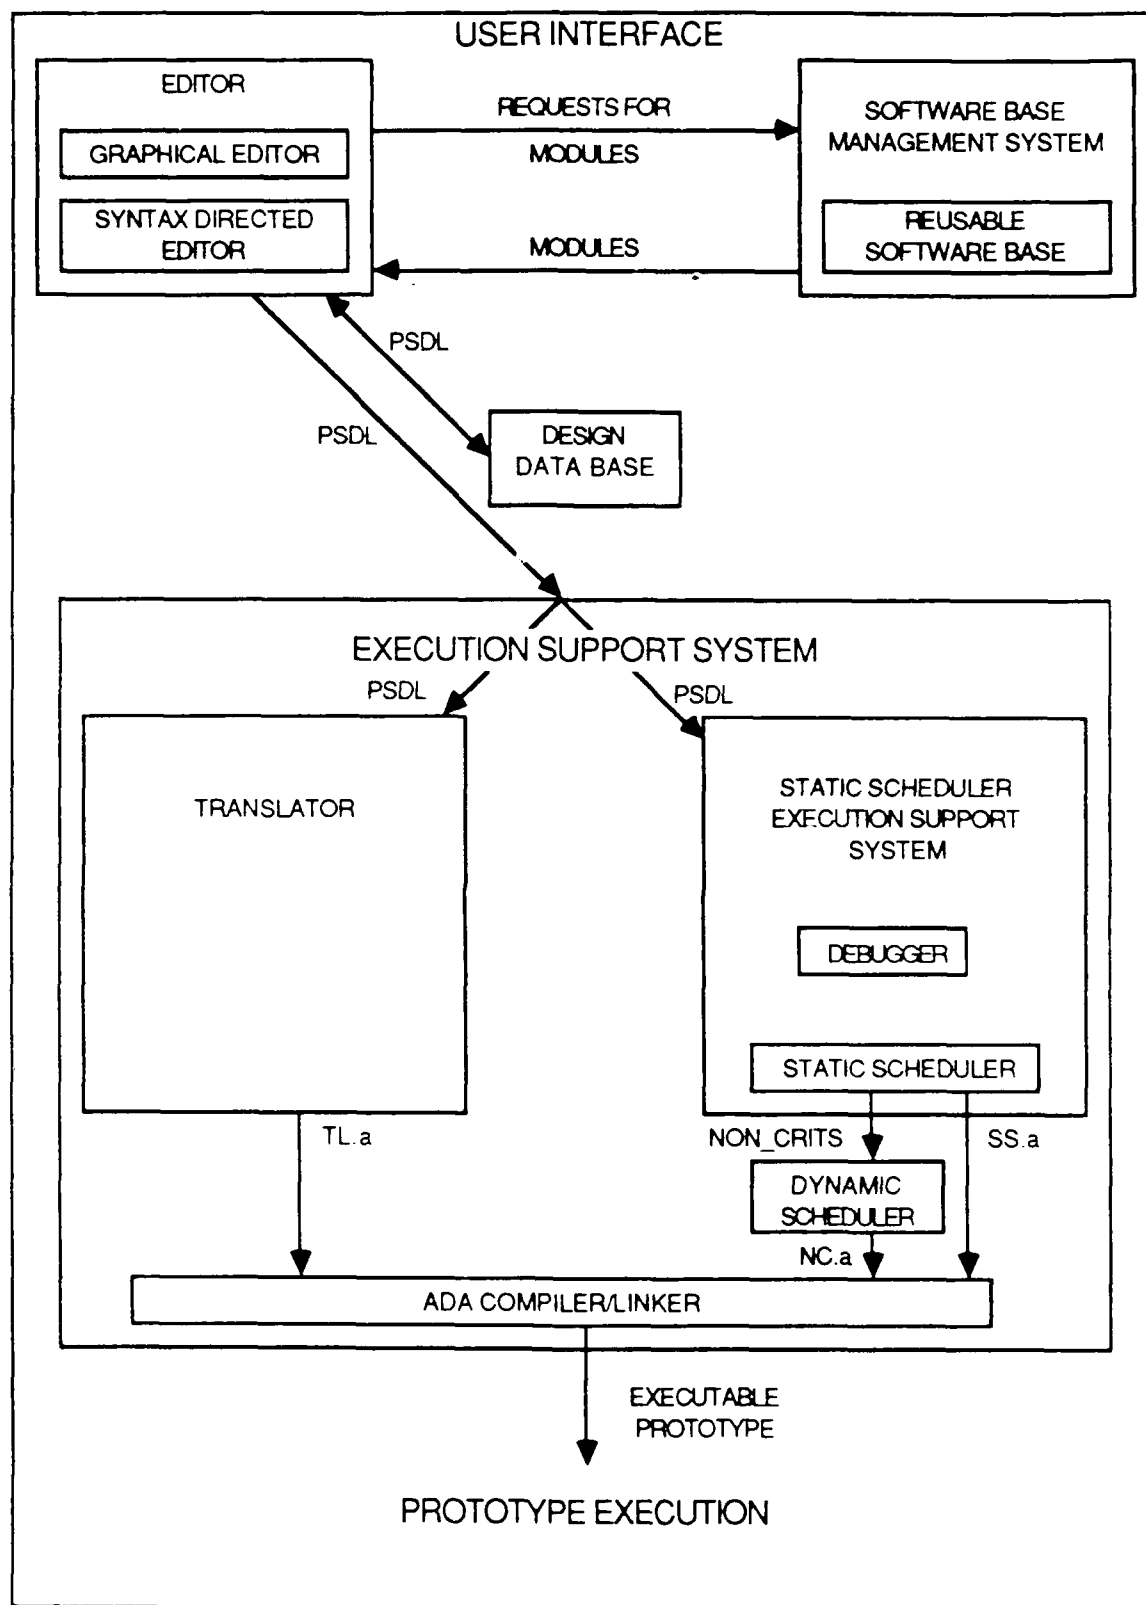 USER INTERFACE
EDITOR
GRAPHICAL EDITOR
SYNTAX DIRECTED
EDITOR
REQUESTS FOR
MODULES
MODULES
SOFTWARE BASE
MANAGEMENT SYSTEM
REUSABLE
SOFTWARE BASE
PSDL
PSDL
DESIGN
DATA BASE
EXECUTION SUPPORT SYSTEM
PSDL
PSDL
TRANSLATOR
STATIC SCHEDULER
EXECUTION SUPPORT
SYSTEM
DEBUGGER
STATIC SCHEDULER
TL.a
NON_CRITS
SS.a
DYNAMIC
SCHEDULER
NC.a
ADA COMPILER/LINKER
EXECUTABLE
PROTOTYPE
PROTOTYPE EXECUTION